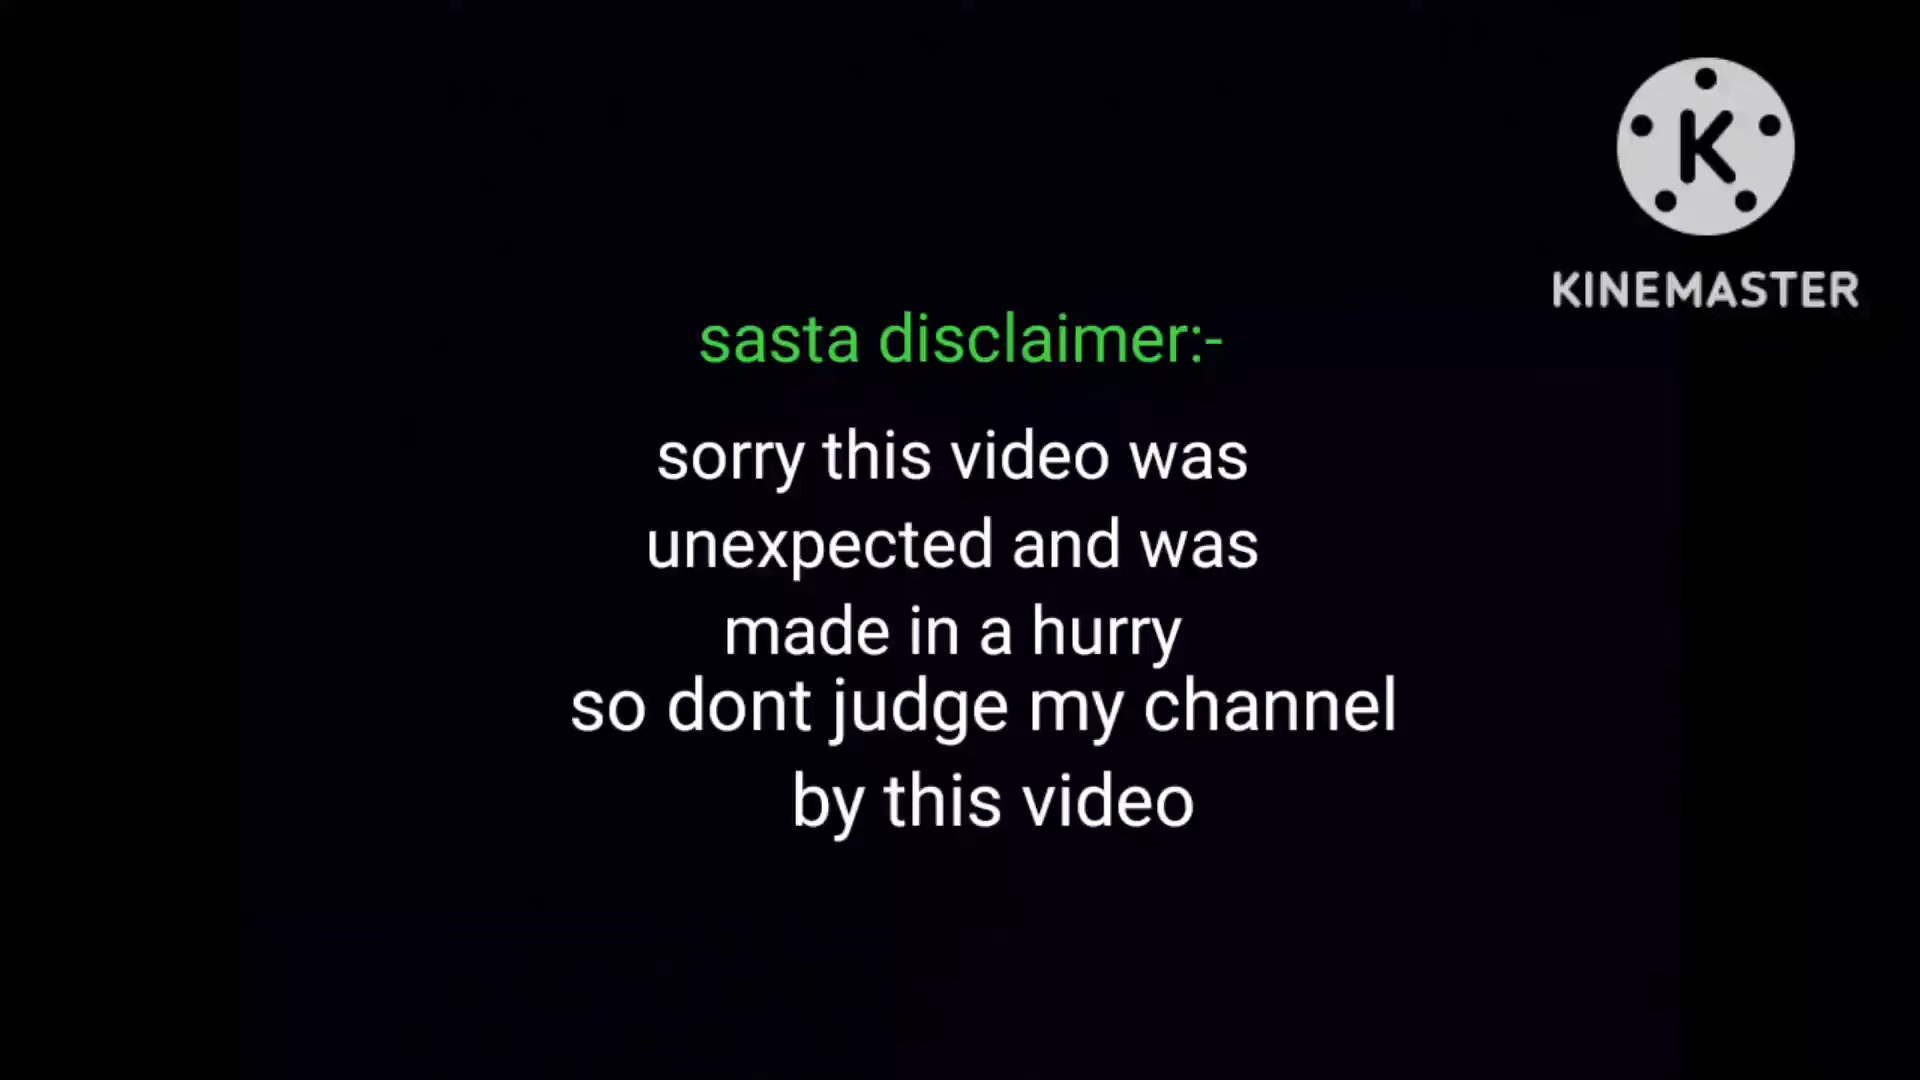 K
KINEMASTER
sasta disclaimer:-
sorry this video was
unexpected and was
made in a hurry
so dont judge my channel
by this video